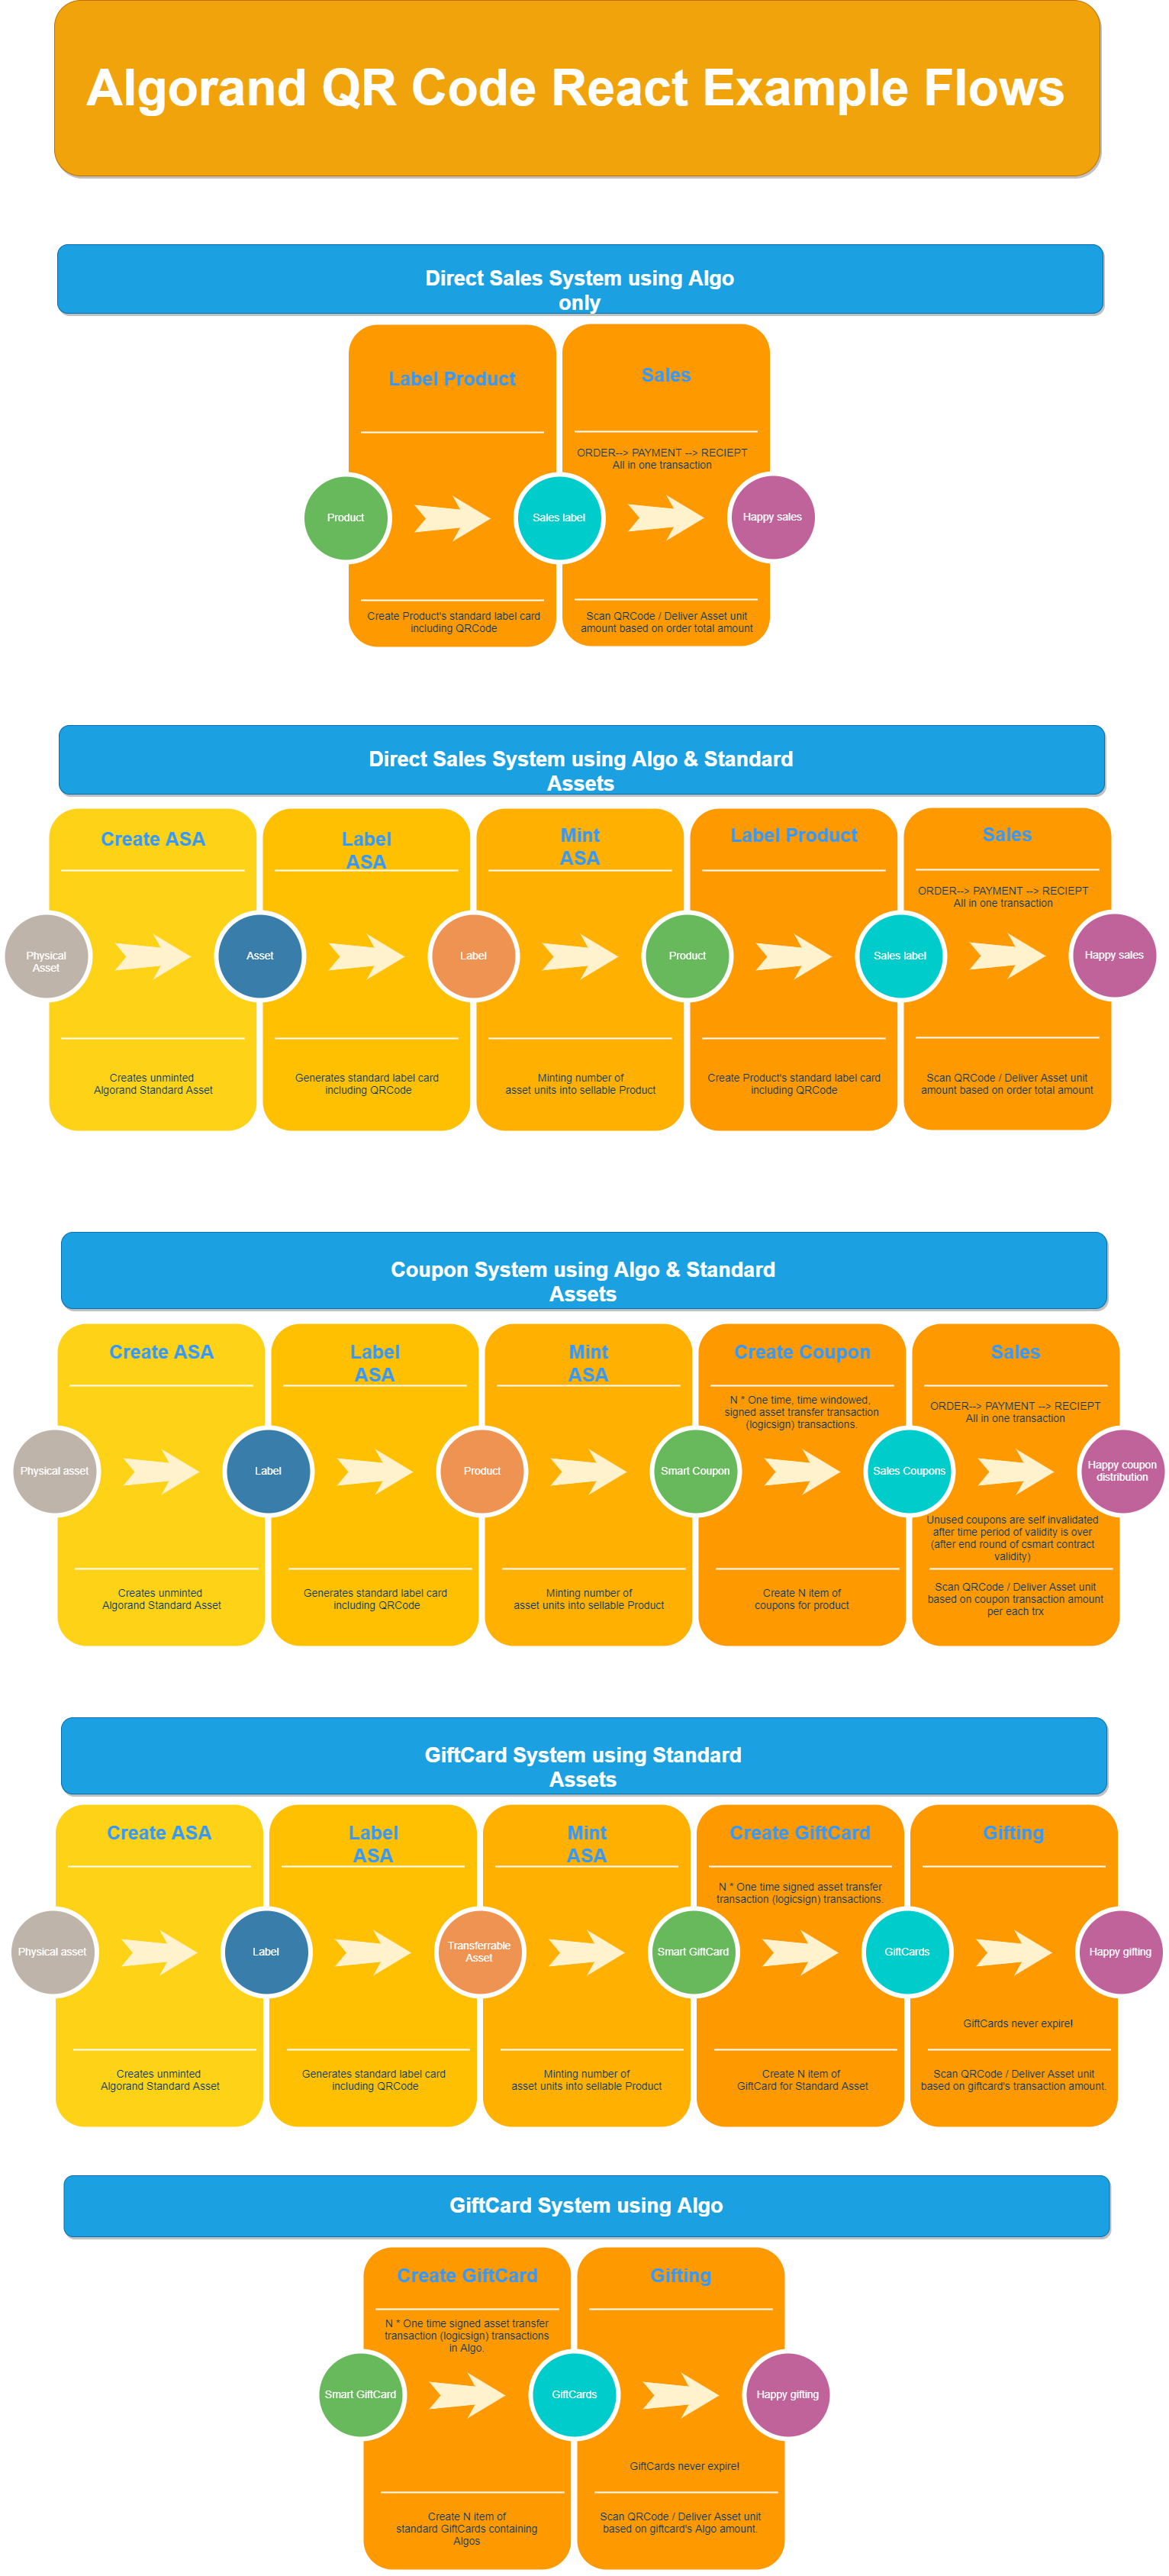 Algorand QR Code React Example Flows
Direct Sales System using Algo
only
Label Product
Sales
ORDER--> PAYMENT --> RECIEPT
All in one transaction
Product
Sales label
Happy sales
Create Product's standard label card
including QRCode
Scan QRCode / Deliver Asset unit
amount based on order total amount
Direct Sales System using Algo & Standard
Assets
Create ASA
Label
ASA
Mint
ASA
Label Product
Sales
ORDER--> PAYMENT --> RECIEPT
All in one transaction
Physical
Asset
Asset
Label
Product
Sales label
Happy sales
Creates unminted
Algorand Standard Asset
Generates standard label card
including QRCode
Minting number of
asset units into sellable Product
Create Product's standard label card
including QRCode
Scan QRCode / Deliver Asset unit
amount based on order total amount
Coupon System using Algo & Standard
Assets
Create ASA
Label
ASA
Mint
ASA
Create Coupon
Sales
N * One time, time windowed,
signed asset transfer transaction
(logicsign) transactions.
ORDER--> PAYMENT --> RECIEPT
All in one transaction
Physical asset
Label
Product
Smart Coupon
Sales Coupons
Happy coupon
distribution
Unused coupons are self invalidated
after time period of validity is over
(after end round of csmart contract
validity)
Creates unminted
Algorand Standard Asset
Generates standard label card
including QRCode
Minting number of
asset units into sellable Product
Create N item of
coupons for product
Scan QRCode / Deliver Asset unit
based on coupon transaction amount
per each trx
GiftCard System using Standard
Assets
Create ASA
Label
ASA
Mint
ASA
Create GiftCard
Gifting
N * One time signed asset transfer
transaction (logicsign) transactions.
Physical asset
Label
Transferrable
Asset
Smart GiftCard
GiftCards
Happy gifting
GiftCards never expire!
Creates unminted
Algorand Standard Asset
Generates standard label card
including QRCode
Minting number of
asset units into sellable Product
Create N item of
GiftCard for Standard Asset
Scan QRCode / Deliver Asset unit
based on giftcard's transaction amount.
GiftCard System using Algo
Create GiftCard
Gifting
N * One time signed asset transfer
transaction (logicsign) transactions
in Algo.
Smart GiftCard
GiftCards
Happy gifting
GiftCards never expire!
Create N item of
standard GiftCards containing
Algos
Scan QRCode / Deliver Asset unit
based on giftcard's Algo amount.